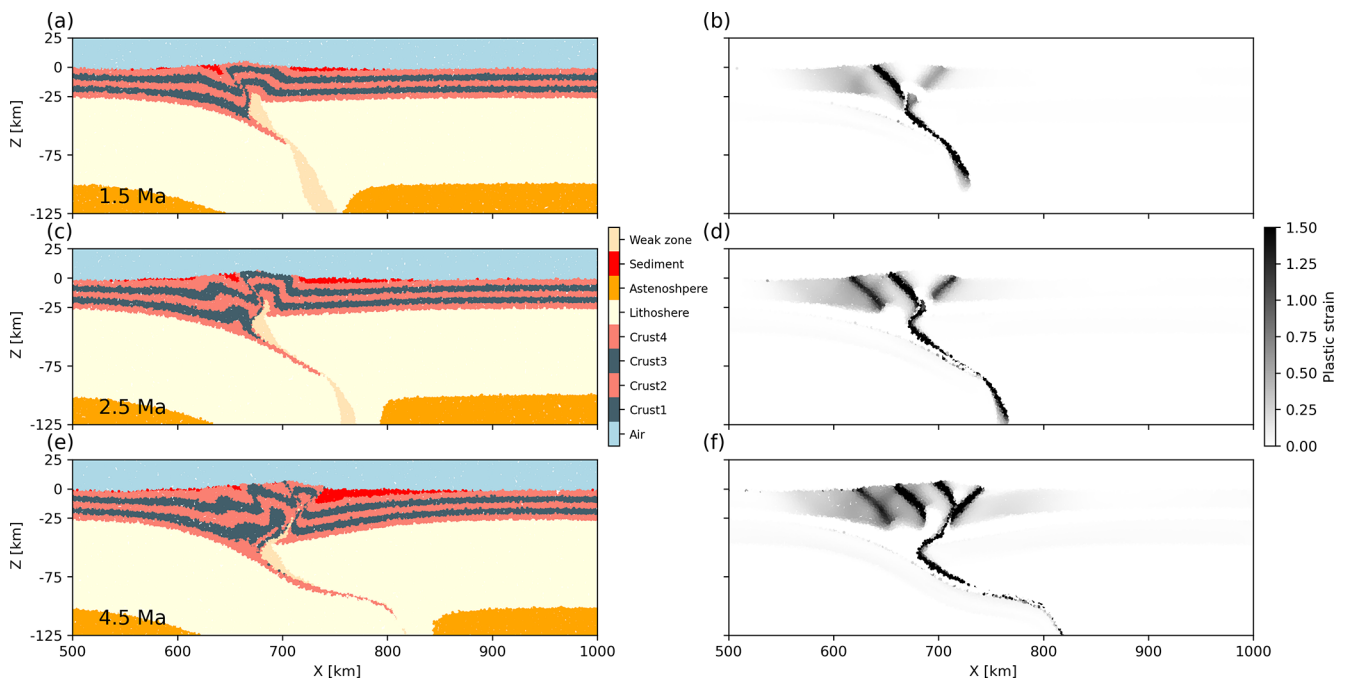 (a)
(b)
25
0
-25
-75
-125
Z [km]
1.5 Ma
(c)
(d)
25
0
-25
-75
-125
Z [km]
2.5 Ma
Weak zone
Sediment
Astenoshpere
Lithoshere
Crust4
Crust3
Crust2
Crust1
Air
1.50
1.25
1.00
0.75
0.50
0.25
0.00
Plastic strain
(e)
(f)
25
0
-25
-75
-125
Z [km]
4.5 Ma
500 600 700 800 900 1000
X [km]
500 600 700 800 900 1000
X [km]